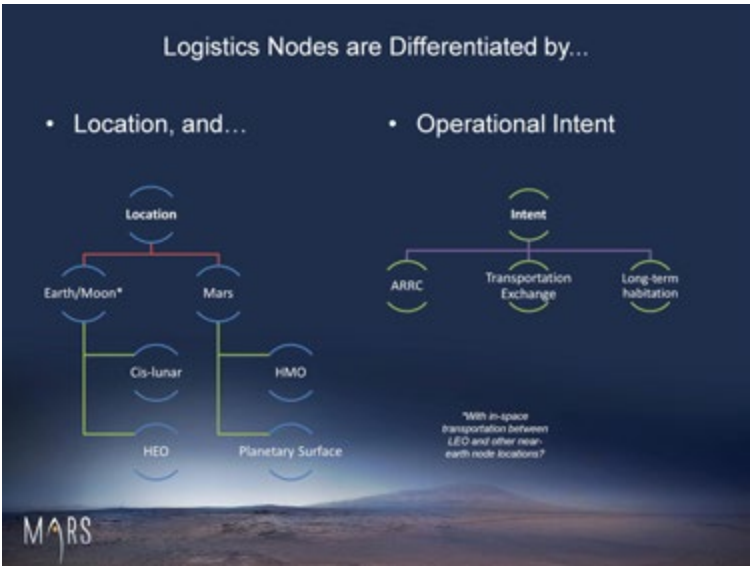 Logistics Nodes are Differentiated by...
• Location, and…
• Operational Intent
Location
Earth/Moon*
Mars
Cis-lunar
HMO
HEO
Planetary Surface
Intent
ARRC
Transportation
Exchange
Long-term
habitation
*With in-space
transportation between
LEO and other near-
earth node locations?
MARS